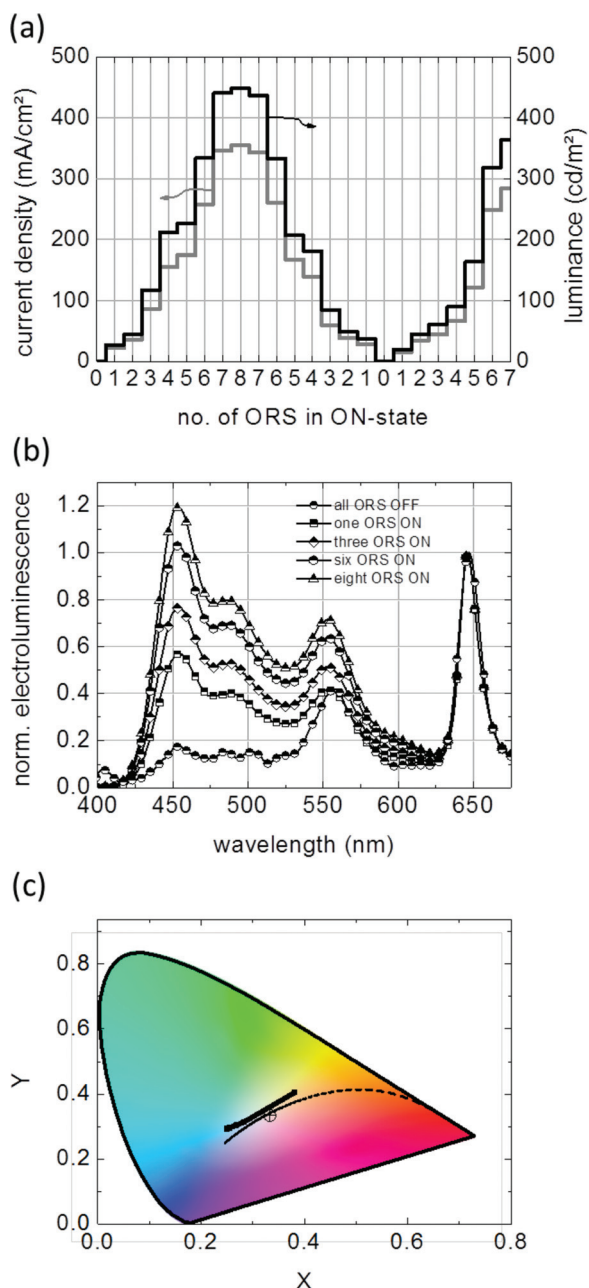 (a)
500 500
400 400
300 300
200 200
100 100
0 0
current density (mA/cm²)
luminance (cd/m²)
0 1 2 3 4 5 6 7 8 7 6 5 4 3 2 1 0 1 2 3 4 5 6 7
no. of ORS in ON-state
(b)
norm. electroluminescence
1.2
1.0
0.8
0.6
0.4
0.2
0.0
all ORS OFF
one ORS ON
three ORS ON
six ORS ON
eight ORS ON
400 450 500 550 600 650
wavelength (nm)
(c)
0.8
0.6
0.4
0.2
0.0
Y
0.0 0.2 0.4 0.6 0.8
X